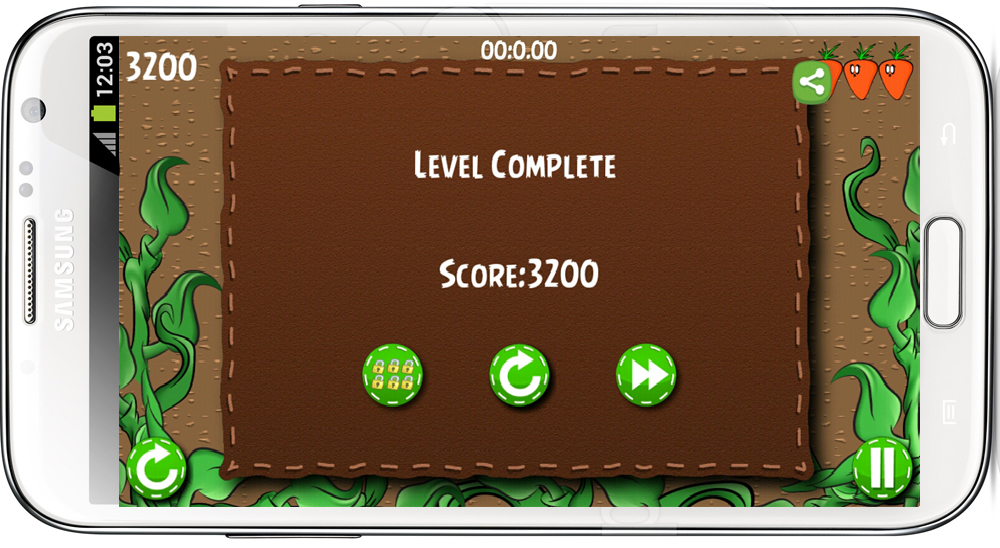 12:03
3200
00:0.00
Level Complete
Score:3200
SAMSUNG